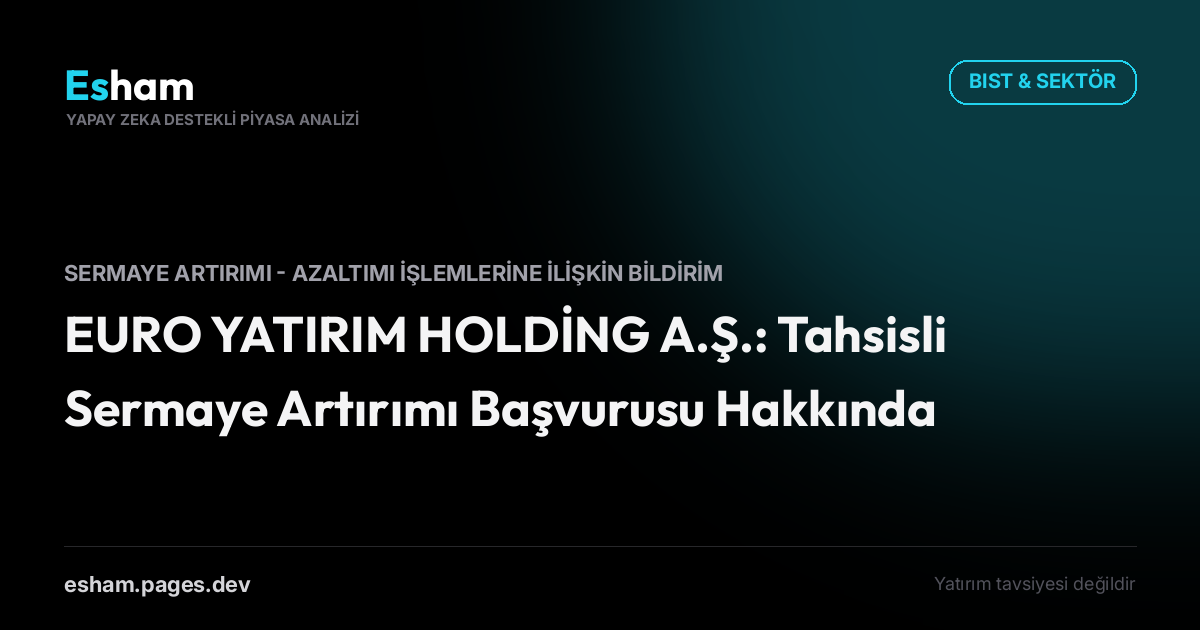 Esham
BIST & SEKTÖR
YAPAY ZEKA DESTEKLİ PİYASA ANALİZİ
SERMAYE ARTIRIMI - AZALTIMI İŞLEMLERİNE İLİŞKİN BİLDİRİM
EURO YATIRIM HOLDİNG A.Ş.: Tahsisli
Sermaye Artırımı Başvurusu Hakkında
esham.pages.dev
Yatırım tavsiyesi değildir